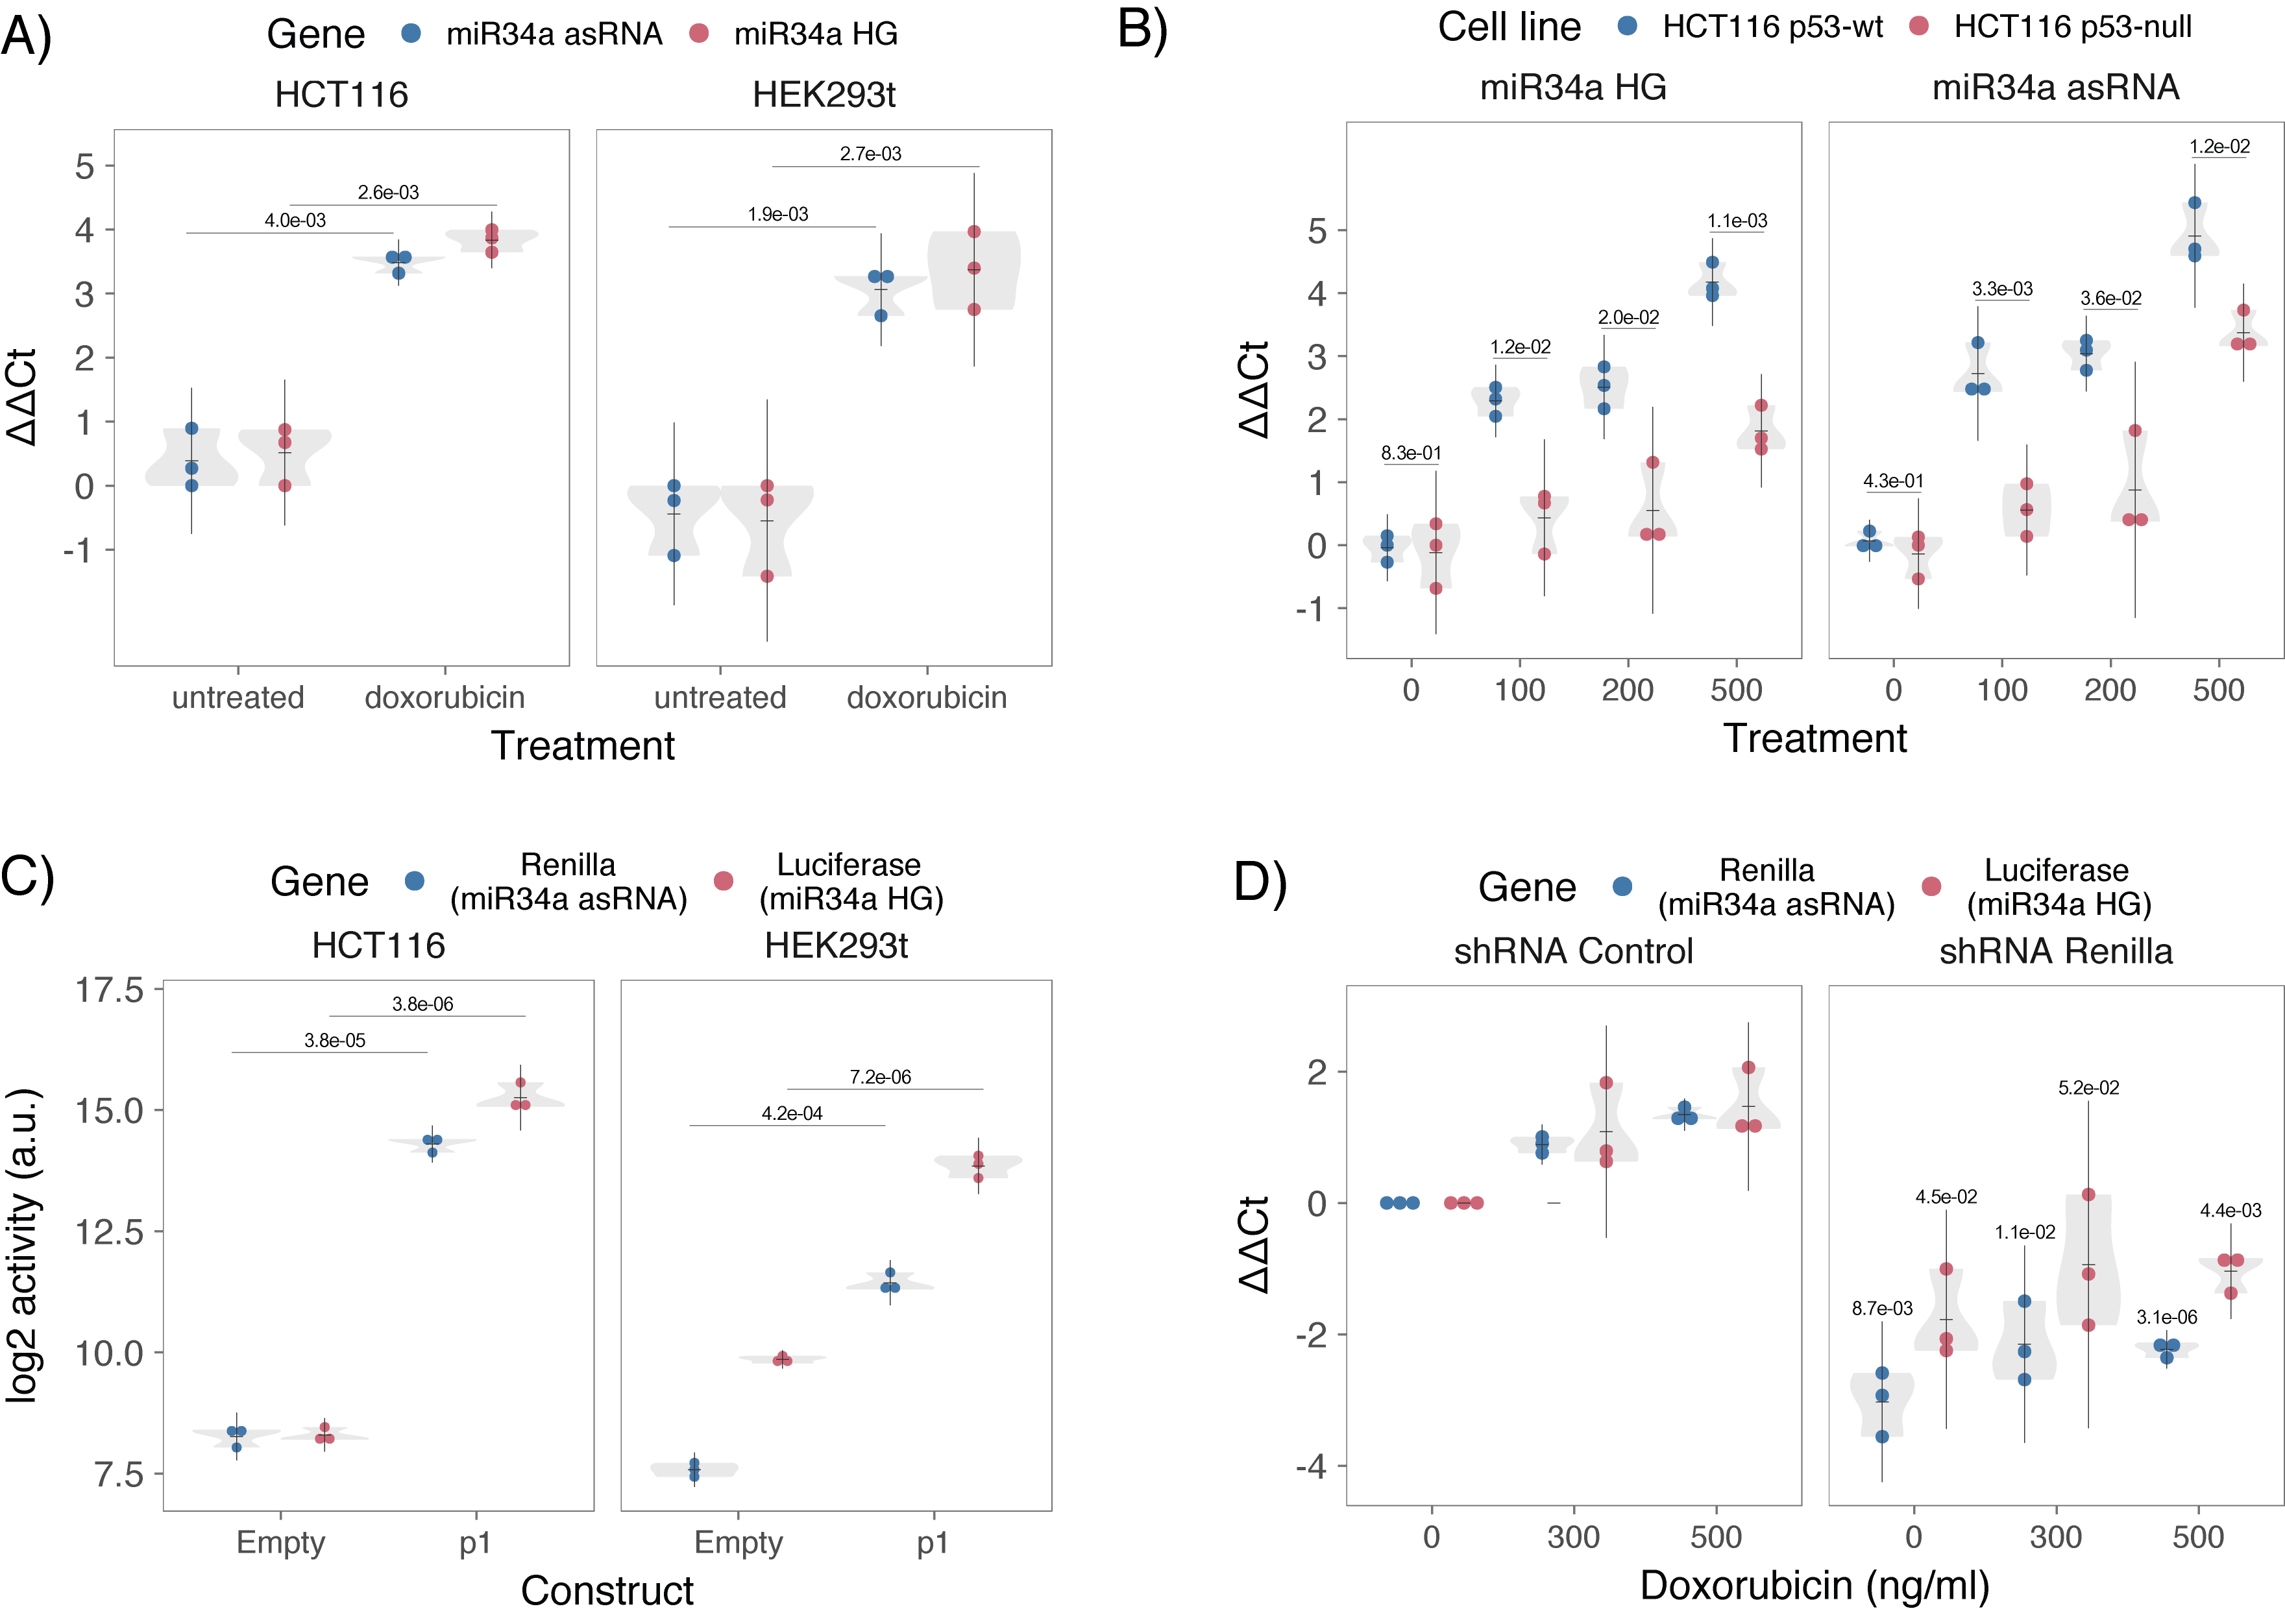 A)
Gene miR34a asRNA miR34a HG
HCT116 HEK293t
ΔΔCt
5
4
3
2
1
0
-1
4.0e-03
2.6e-03
1.9e-03
2.7e-03
untreated doxorubicin untreated doxorubicin
Treatment
B)
Cell line HCT116 p53-wt HCT116 p53-null
miR34a HG miR34a asRNA
ΔΔCt
5
4
3
2
1
0
-1
8.3e-01
1.2e-02
2.0e-02
1.1e-03
4.3e-01
3.3e-03
3.6e-02
1.2e-02
0 100 200 500 0 100 200 500
Treatment
C)
Gene Renilla (miR34a asRNA) Luciferase (miR34a HG)
HCT116 HEK293t
log2 activity (a.u.)
17.5
15.0
12.5
10.0
7.5
3.8e-05
3.8e-06
4.2e-04
7.2e-06
Empty p1 Empty p1
Construct
D)
Gene Renilla (miR34a asRNA) Luciferase (miR34a HG)
shRNA Control shRNA Renilla
ΔΔCt
2
0
-2
-4
8.7e-03
4.5e-02
1.1e-02
5.2e-02
3.1e-06
4.4e-03
0 300 500 0 300 500
Doxorubicin (ng/ml)